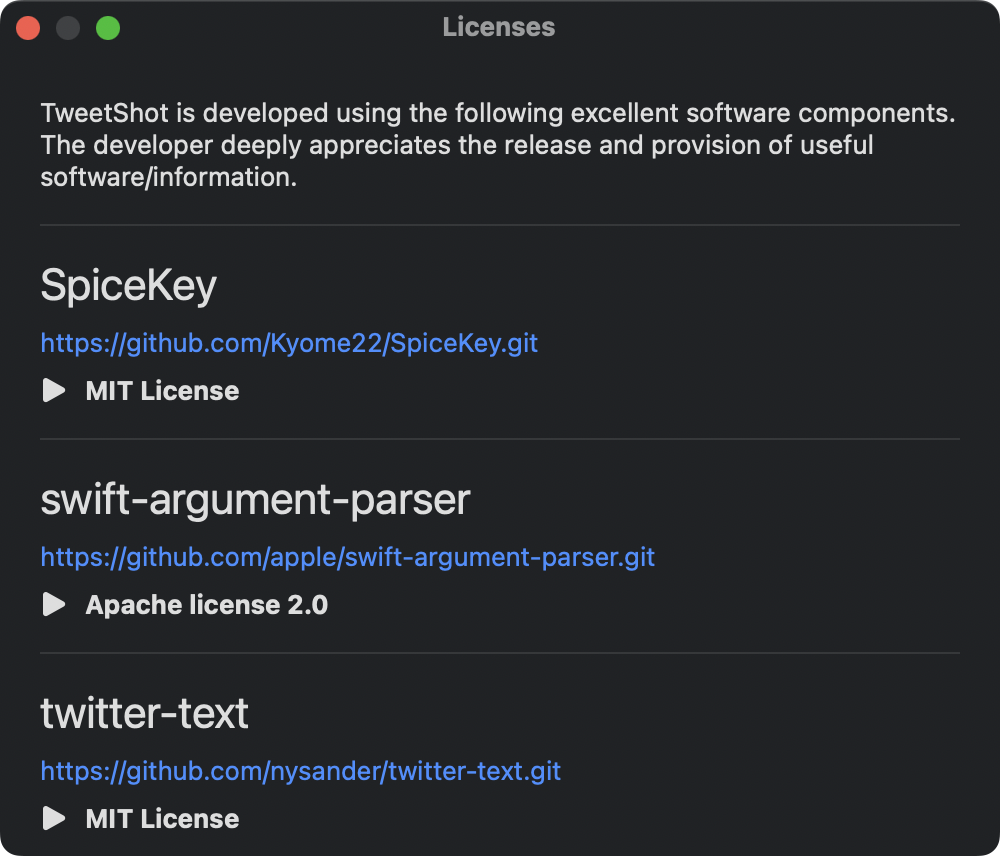 Licenses
TweetShot is developed using the following excellent software components.
The developer deeply appreciates the release and provision of useful
software/information.
SpiceKey
https://github.com/Kyome22/SpiceKey.git
MIT License
swift-argument-parser
https://github.com/apple/swift-argument-parser.git
Apache license 2.0
twitter-text
https://github.com/nysander/twitter-text.git
MIT License